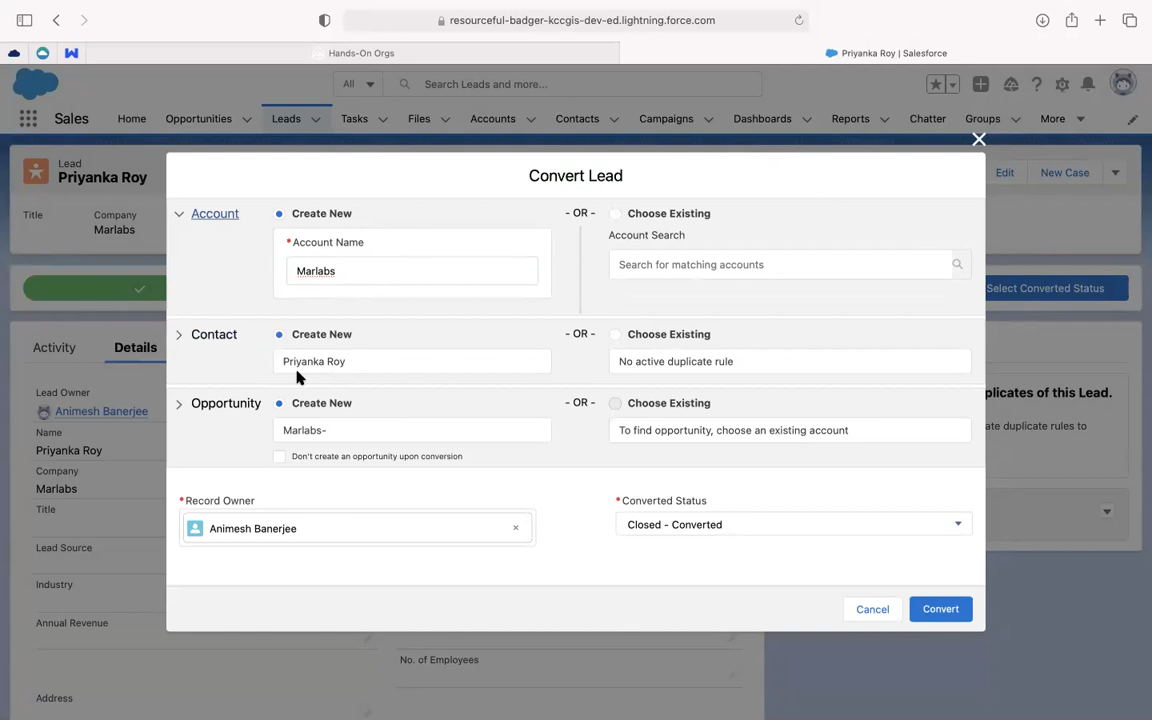 resourceful-badger-kccgis-dev-ed.lightning.force.com
Hands-On Orgs
Priyanka Roy | Salesforce
All
Search Leads and more...
Sales
Home
Opportunities
Leads
Tasks
Files
Accounts
Contacts
Campaigns
Dashboards
Reports
Chatter
Groups
More
Lead
Priyanka Roy
Edit
New Case
Title
Company
Marlabs
Convert Lead
Account
Create New
- OR -
Choose Existing
*Account Name
Marlabs
Account Search
Search for matching accounts
Select Converted Status
Contact
Create New
- OR -
Choose Existing
Priyanka Roy
No active duplicate rule
Opportunity
Create New
- OR -
Choose Existing
Marlabs-
To find opportunity, choose an existing account
Don't create an opportunity upon conversion
*Record Owner
Animesh Banerjee
*Converted Status
Closed - Converted
Cancel
Convert
Activity
Details
Lead Owner
Animesh Banerjee
Name
Priyanka Roy
Company
Marlabs
Title
Lead Source
Industry
Annual Revenue
No. of Employees
Address
plicates of this Lead.
ate duplicate rules to